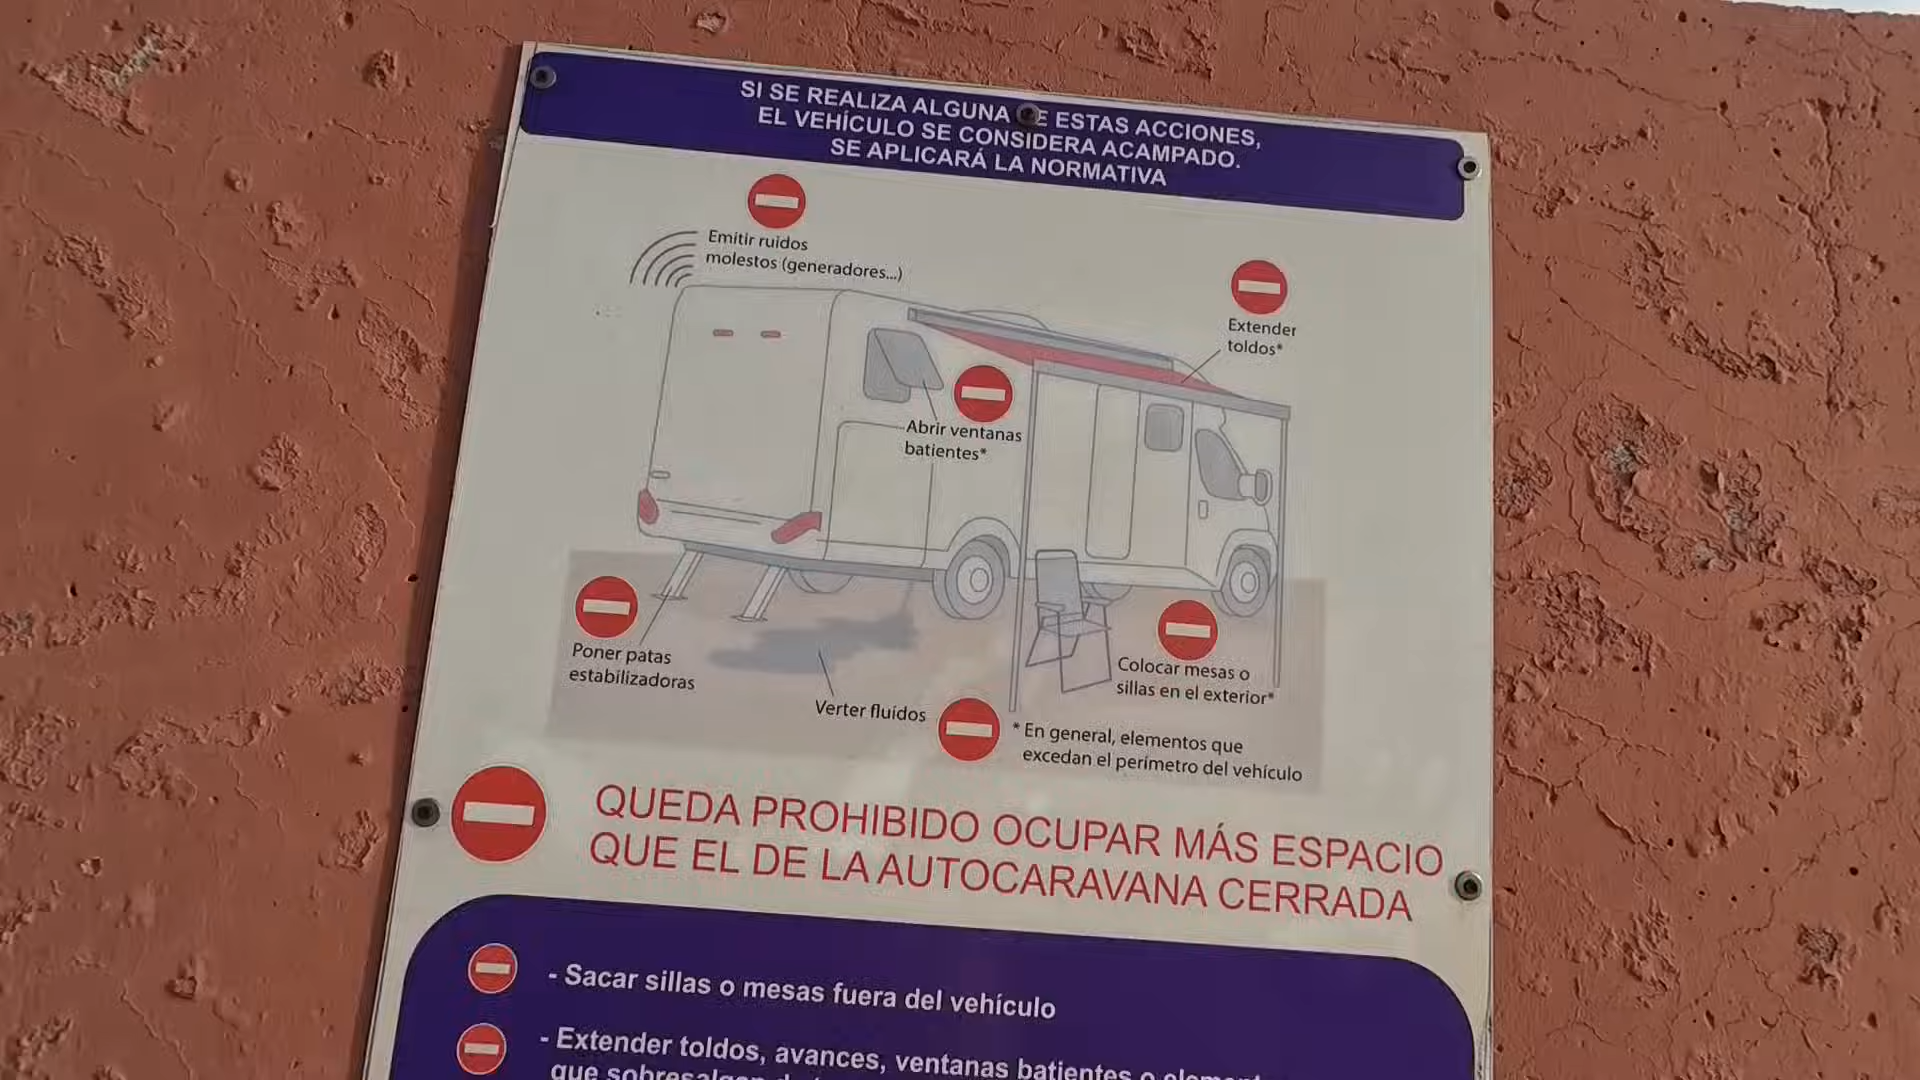 SI SE REALIZA ALGUNA DE ESTAS ACCIONES,
EL VEHÍCULO SE CONSIDERA ACAMPADO.
SE APLICARÁ LA NORMATIVA
Emitir ruidos
molestos (generadores...)
Extender
toldos*
Abrir ventanas
batientes*
Poner patas
estabilizadoras
Verter fluidos
Colocar mesas o
sillas en el exterior*
* En general, elementos que
excedan el perímetro del vehículo
QUEDA PROHIBIDO OCUPAR MÁS ESPACIO
QUE EL DE LA AUTOCARAVANA CERRADA
- Sacar sillas o mesas fuera del vehículo
- Extender toldos, avances, ventanas batientes o
que